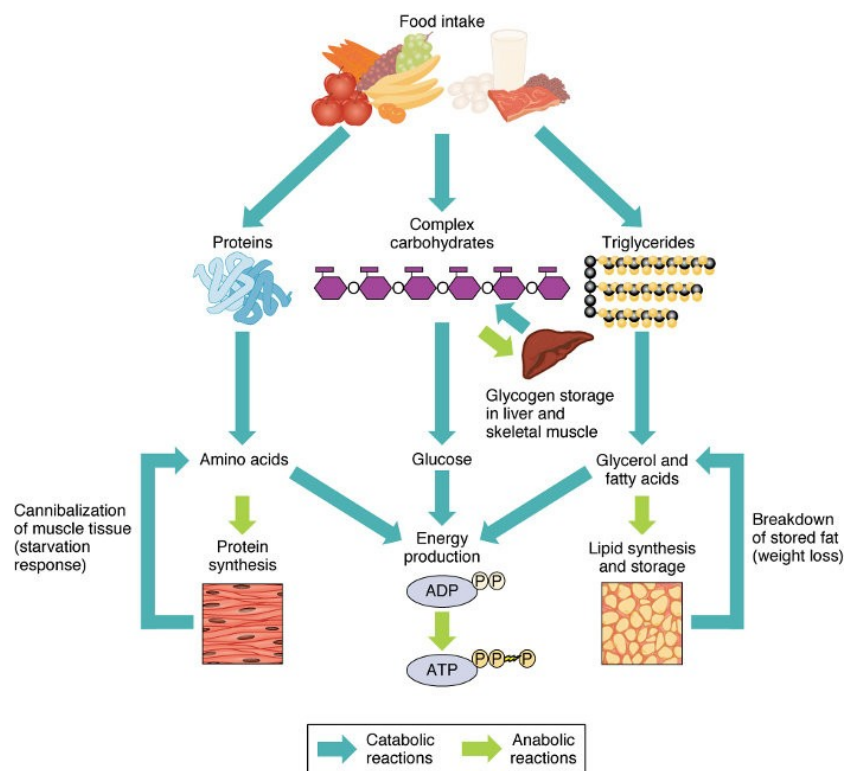 Food intake
Proteins
Complex
carbohydrates
Triglycerides
Glycogen storage
in liver and
skeletal muscle
Amino acids
Glucose
Glycerol and
fatty acids
Cannibalization
of muscle tissue
(starvation
response)
Protein
synthesis
Energy
production
Lipid synthesis
and storage
Breakdown
of stored fat
(weight loss)
ADP P P
ATP P P P
Catabolic
reactions
Anabolic
reactions